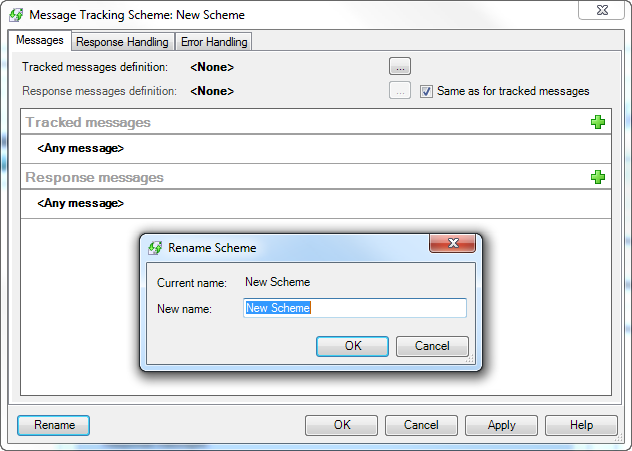 Message Tracking Scheme: New Scheme
Messages Response Handling Error Handling
Tracked messages definition: <None> ...
Response messages definition: <None> ... Same as for tracked messages
Tracked messages
<Any message>
Response messages
<Any message>
Rename Scheme
Current name: New Scheme
New name: New Scheme
OK Cancel
Rename OK Cancel Apply Help